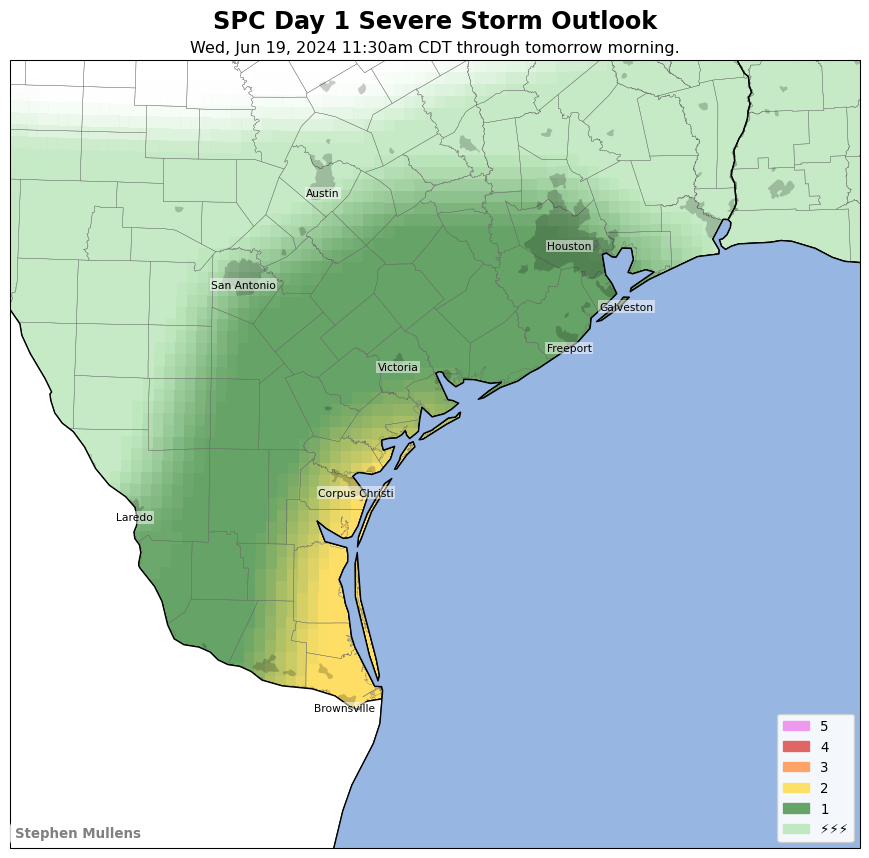 SPC Day 1 Severe Storm Outlook
Wed, Jun 19, 2024 11:30am CDT through tomorrow morning.
Austin
Houston
San Antonio
Galveston
Freeport
Victoria
Corpus Christi
Laredo
Brownsville
5
4
3
2
1
⚡⚡⚡
Stephen Mullens